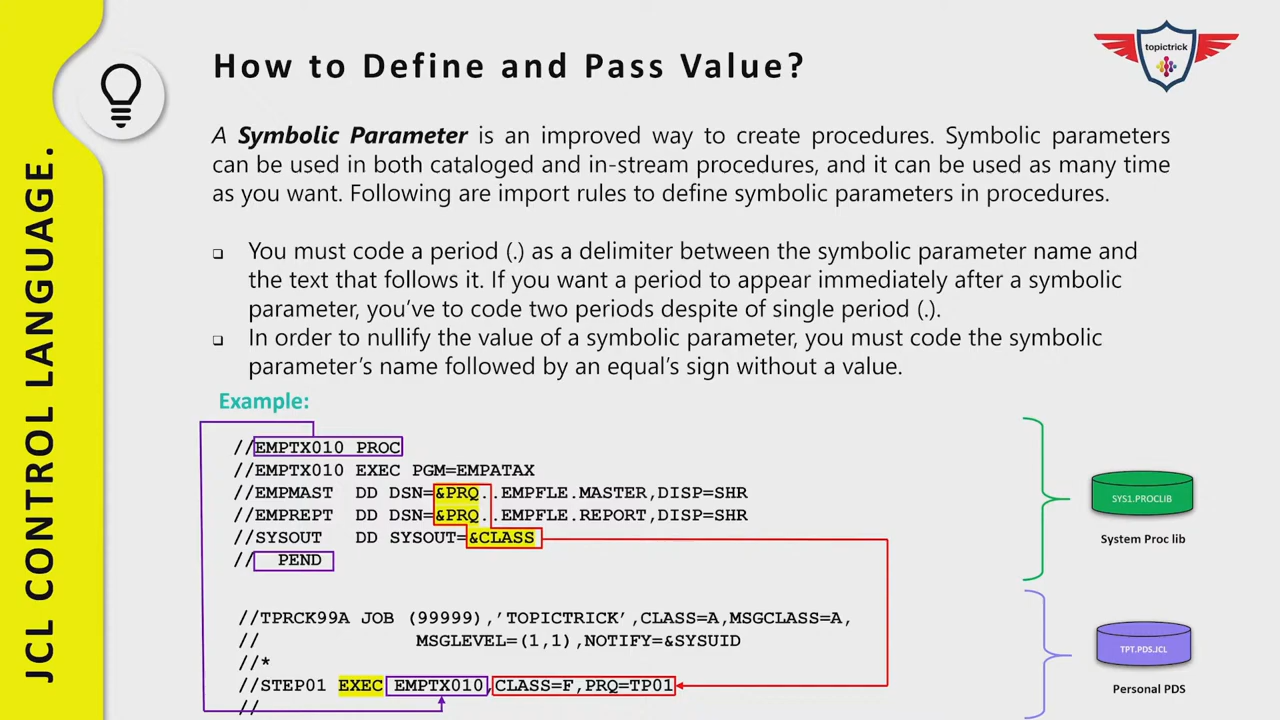 JCL CONTROL LANGUAGE.
How to Define and Pass Value?
topictrick
A Symbolic Parameter is an improved way to create procedures. Symbolic parameters
can be used in both cataloged and in-stream procedures, and it can be used as many time
as you want. Following are import rules to define symbolic parameters in procedures.
❑ You must code a period (.) as a delimiter between the symbolic parameter name and
the text that follows it. If you want a period to appear immediately after a symbolic
parameter, you’ve to code two periods despite of single period (.).
❑ In order to nullify the value of a symbolic parameter, you must code the symbolic
parameter’s name followed by an equal’s sign without a value.
Example:
//EMPTX010 PROC
//EMPTX010 EXEC PGM=EMPATAX
//EMPMAST  DD DSN=&PRQ..EMPFLE.MASTER,DISP=SHR
//EMPREPT  DD DSN=&PRQ..EMPFLE.REPORT,DISP=SHR
//SYSOUT   DD SYSOUT=&CLASS
//  PEND
SYS1.PROCLIB
System Proc lib
//TPRCK99A JOB (99999),’TOPICTRICK’,CLASS=A,MSGCLASS=A,
//              MSGLEVEL=(1,1),NOTIFY=&SYSUID
//*
//STEP01 EXEC EMPTX010,CLASS=F,PRQ=TP01
//
TPT.PDS.JCL
Personal PDS